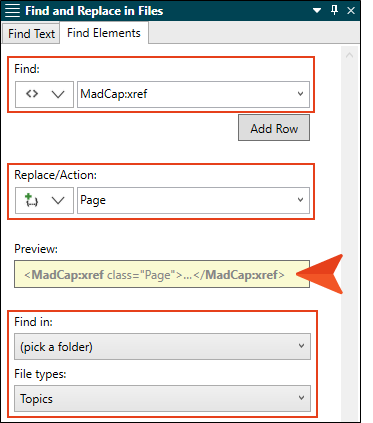 Find and Replace in Files
Find Text Find Elements
Find:
<> MadCap:xref
Add Row
Replace/Action:
Page
Preview:
<MadCap:xref class="Page">...</MadCap:xref>
Find in:
(pick a folder)
File types:
Topics